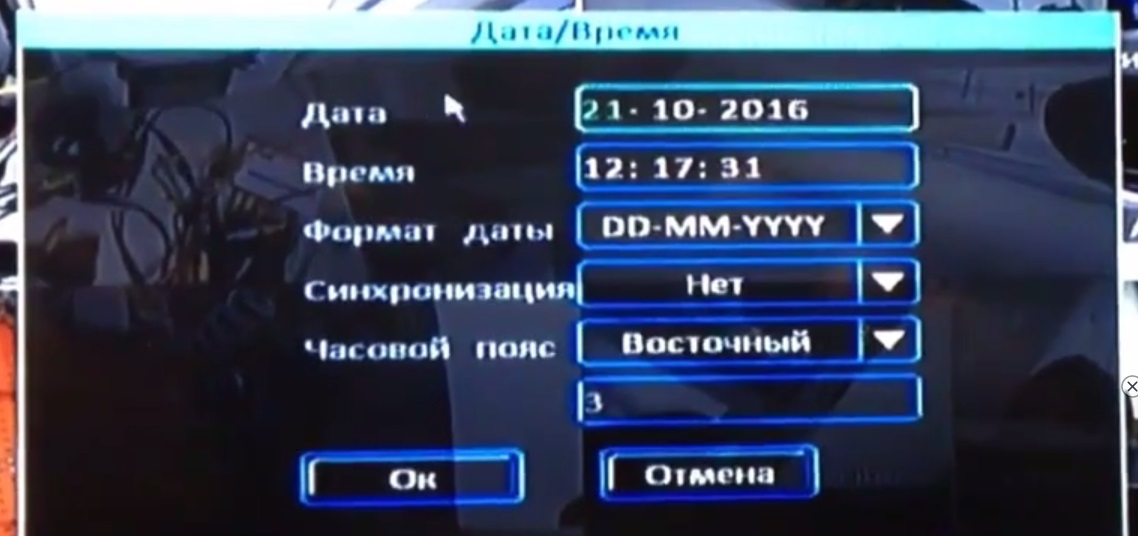 Дата/Время
Дата 21- 10- 2016
Время 12: 17: 31
Формат даты DD-MM-YYYY
Синхронизация Нет
Часовой пояс Восточный
3
Ок Отмена